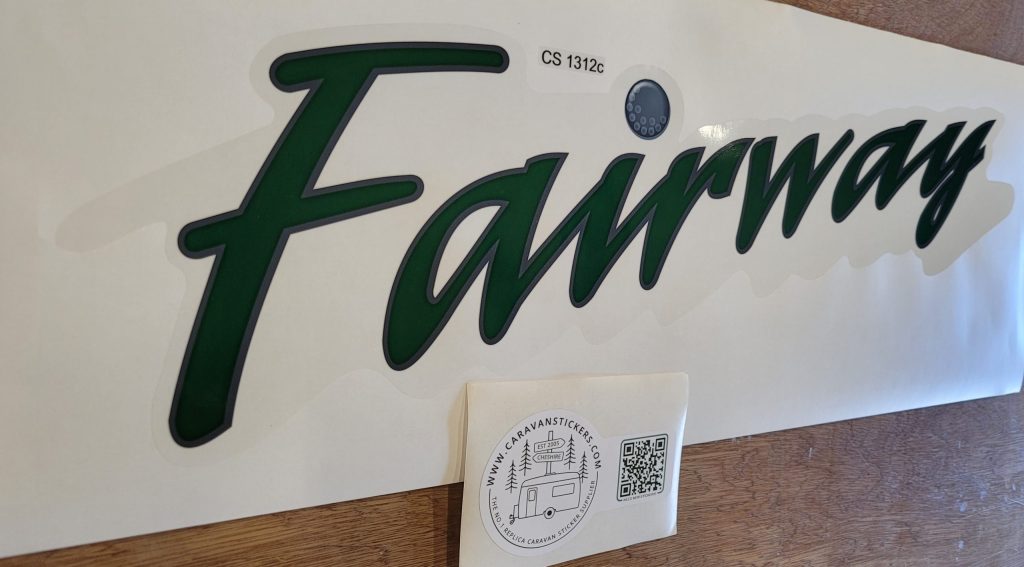 CS 1312c
Fairway
WWW.CARAVANSTICKERS.COM
EST 2005
CHESHIRE
THE NO.1 REPLICA CARAVAN STICKER SUPPLIER